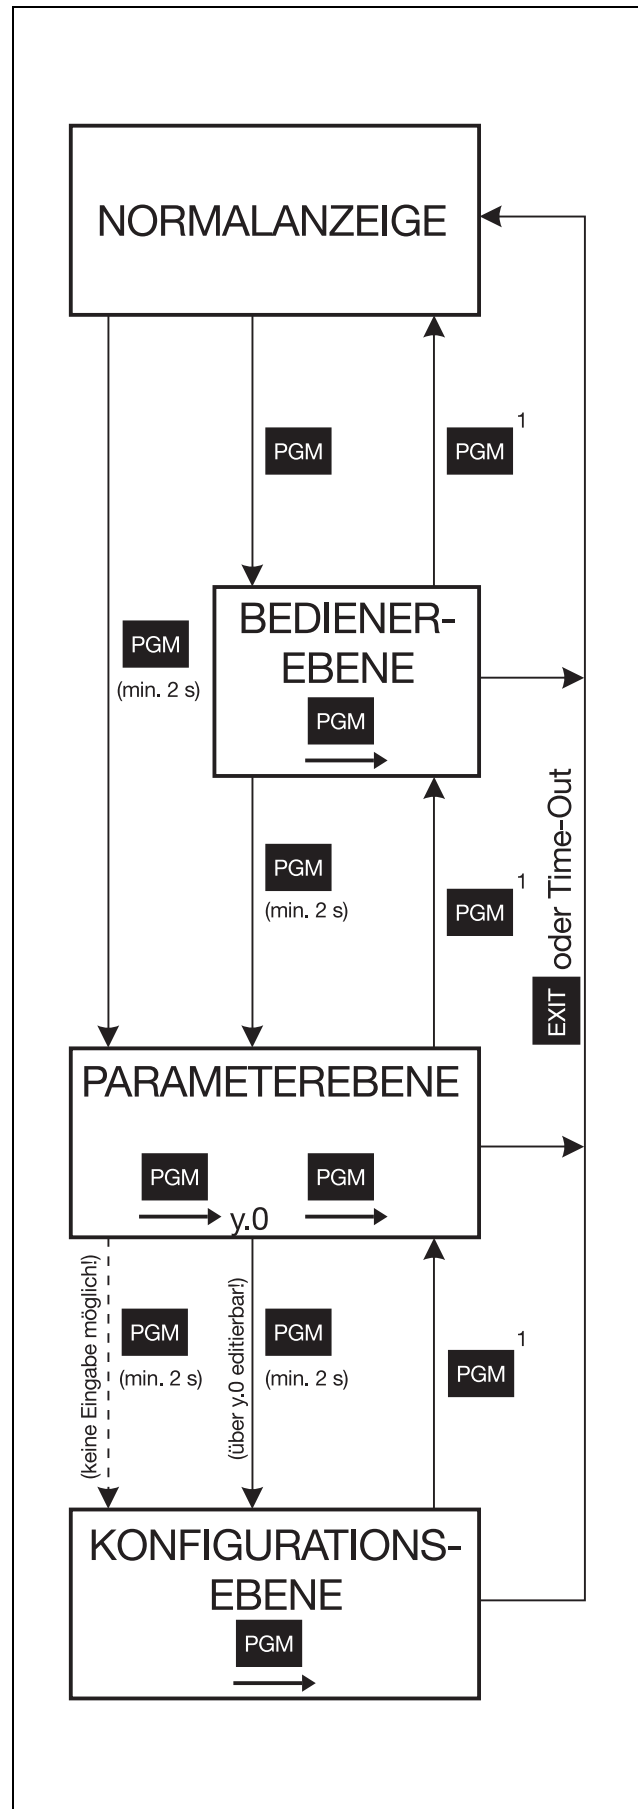 NORMALANZEIGE
PGM
PGM 1
PGM
(min. 2 s)
BEDIENER-
EBENE
PGM
PGM
(min. 2 s)
PGM 1
EXIT oder Time-Out
PARAMETEREBENE
PGM
PGM
y.0
(keine Eingabe möglich!)
PGM
(min. 2 s)
(über y.0 editierbar!)
PGM
(min. 2 s)
PGM 1
KONFIGURATIONS-
EBENE
PGM